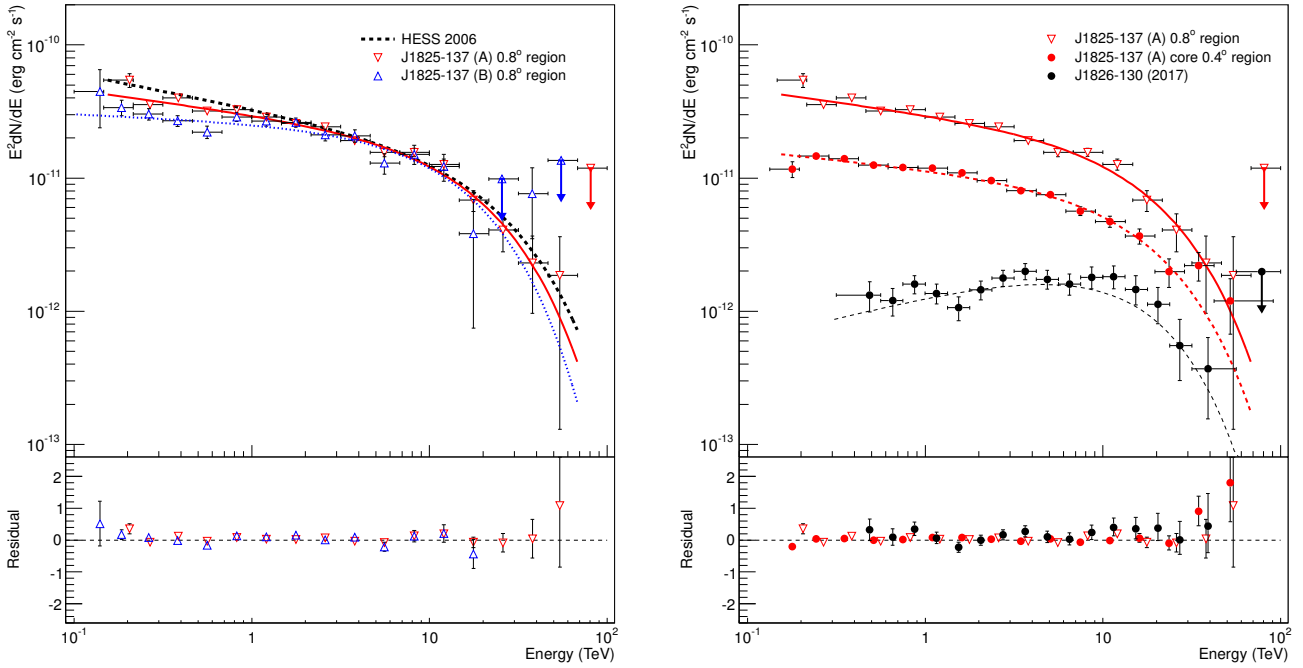 E²dN/dE (erg cm⁻² s⁻¹)
10⁻¹⁰
10⁻¹¹
10⁻¹²
10⁻¹³
HESS 2006
J1825-137 (A) 0.8° region
J1825-137 (B) 0.8° region
Residual
2
1
0
-1
-2
10⁻¹ 1 10 10²
Energy (TeV)
E²dN/dE (erg cm⁻² s⁻¹)
10⁻¹⁰
10⁻¹¹
10⁻¹²
10⁻¹³
J1825-137 (A) 0.8° region
J1825-137 (A) core 0.4° region
J1826-130 (2017)
Residual
2
1
0
-1
-2
10⁻¹ 1 10 10²
Energy (TeV)